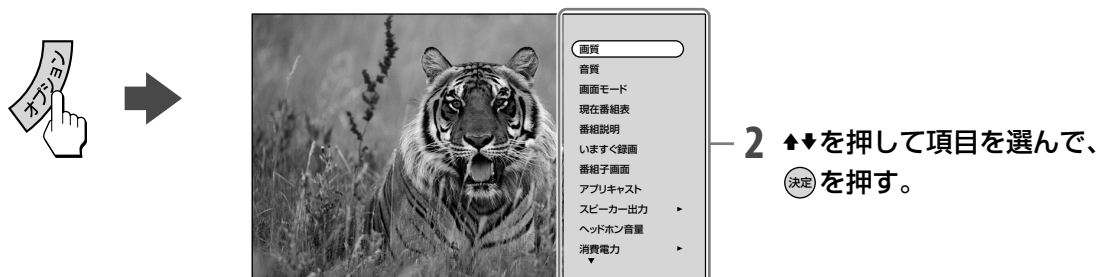 オプション
画質
音質
画面モード
現在番組表
番組説明
いますぐ録画
番組子画面
アプリキャスト
スピーカー出力
ヘッドホン音量
消費電力
2 ♠♦を押して項目を選んで、
決定を押す。